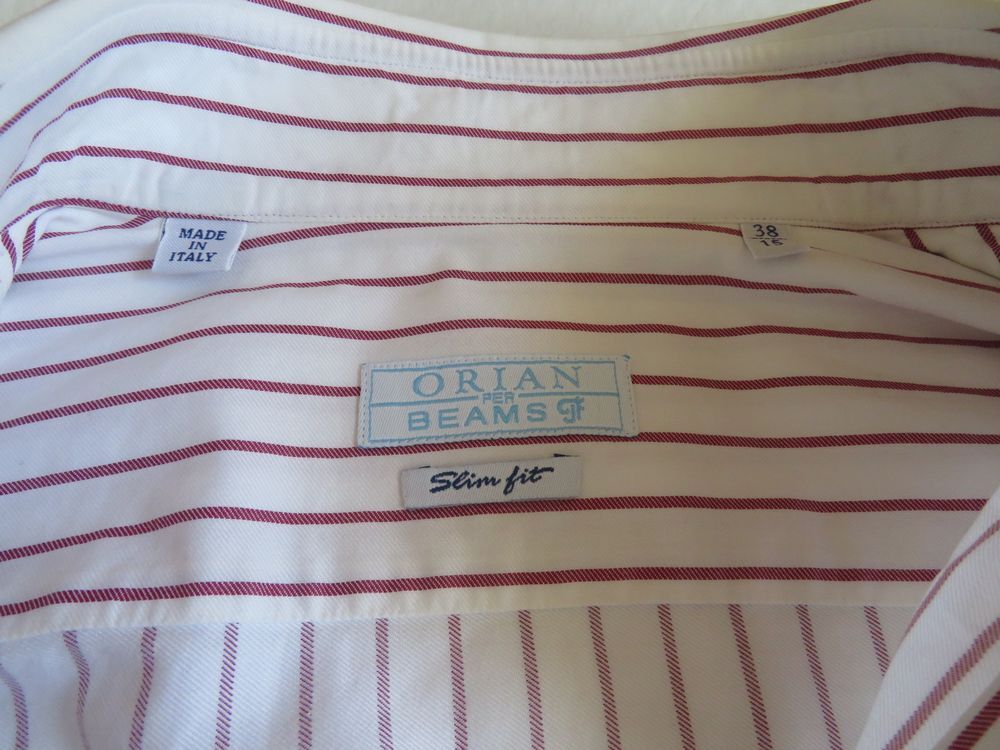 MADE
IN
ITALY
38
15
ORIAN
PER
BEAMS F
Slim fit